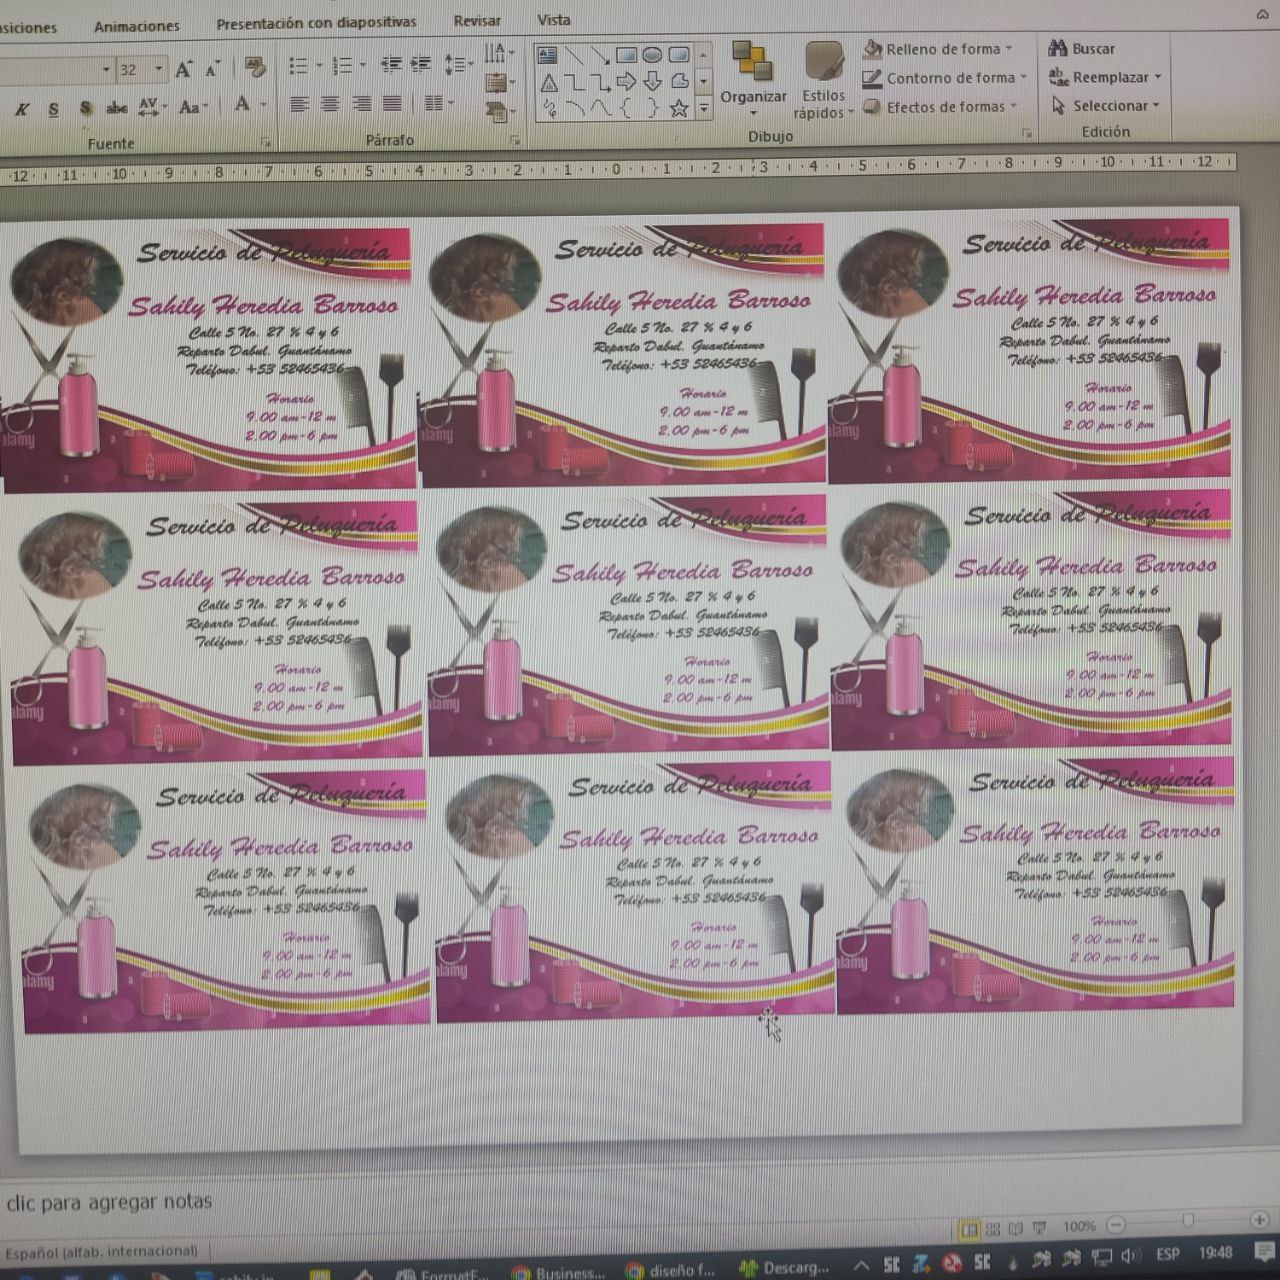 Animaciones Presentación con diapositivas Revisar Vista
32 A A
K S S abc AV Aa A
Fuente
Párrafo
Organizar
Estilos rápidos
Relleno de forma
Contorno de forma
Efectos de formas
Dibujo
Buscar
Reemplazar
Seleccionar
Edición
12 11 10 9 8 7 6 5 4 3 2 1 0 1 2 3 4 5 6 7 8 9 10 11 12
Servicio de Peluquería
Sahily Heredia Barroso
Calle 5 No. 27 % 4 y 6
Reparto Dabul. Guantánamo
Teléfono: +53 52465436
Horario
9.00 am-12 m
2.00 pm-6 pm
alamy
Servicio de Peluquería
Sahily Heredia Barroso
Calle 5 No. 27 % 4 y 6
Reparto Dabul. Guantánamo
Teléfono: +53 52465436
Horario
9.00 am-12 m
2.00 pm-6 pm
alamy
Servicio de Peluquería
Sahily Heredia Barroso
Calle 5 No. 27 % 4 y 6
Reparto Dabul. Guantánamo
Teléfono: +53 52465436
Horario
9.00 am-12 m
2.00 pm-6 pm
alamy
Servicio de Peluquería
Sahily Heredia Barroso
Calle 5 No. 27 % 4 y 6
Reparto Dabul. Guantánamo
Teléfono: +53 52465436
Horario
9.00 am-12 m
2.00 pm-6 pm
alamy
Servicio de Peluquería
Sahily Heredia Barroso
Calle 5 No. 27 % 4 y 6
Reparto Dabul. Guantánamo
Teléfono: +53 52465436
Horario
9.00 am-12 m
2.00 pm-6 pm
alamy
Servicio de Peluquería
Sahily Heredia Barroso
Calle 5 No. 27 % 4 y 6
Reparto Dabul. Guantánamo
Teléfono: +53 52465436
Horario
9.00 am-12 m
2.00 pm-6 pm
alamy
Servicio de Peluquería
Sahily Heredia Barroso
Calle 5 No. 27 % 4 y 6
Reparto Dabul. Guantánamo
Teléfono: +53 52465436
Horario
9.00 am-12 m
2.00 pm-6 pm
alamy
Servicio de Peluquería
Sahily Heredia Barroso
Calle 5 No. 27 % 4 y 6
Reparto Dabul. Guantánamo
Teléfono: +53 52465436
Horario
9.00 am-12 m
2.00 pm-6 pm
alamy
Servicio de Peluquería
Sahily Heredia Barroso
Calle 5 No. 27 % 4 y 6
Reparto Dabul. Guantánamo
Teléfono: +53 52465436
Horario
9.00 am-12 m
2.00 pm-6 pm
alamy
clic para agregar notas
Español (alfab. internacional)
100%
FormatF... Business... diseño f... Descarg... ESP 19:48